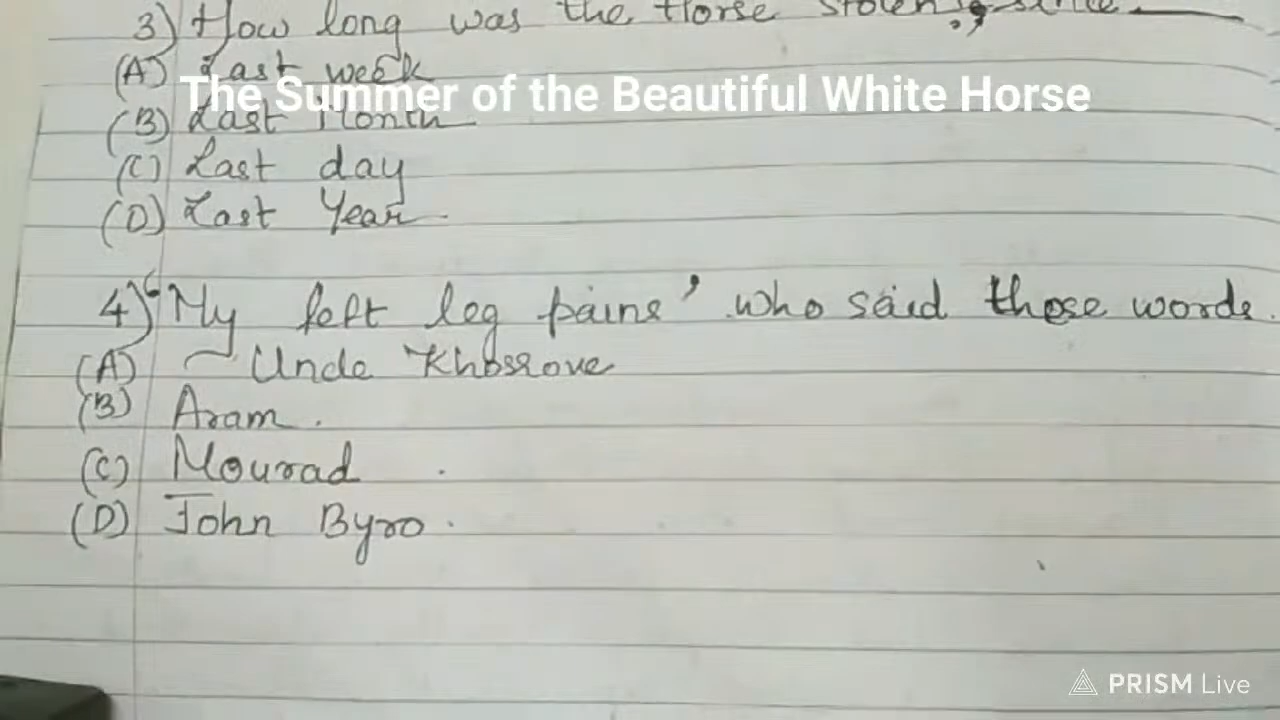 3) How long was the Horse stolen, since
(A) Last week
The Summer of the Beautiful White Horse
(B) Last Month
(C) Last day
(D) Last Year.
4) "My left leg pains' who said those words.
(A) Uncle Khosrove
(B) Aram.
(C) Mourad.
(D) John Byro.
PRISM Live